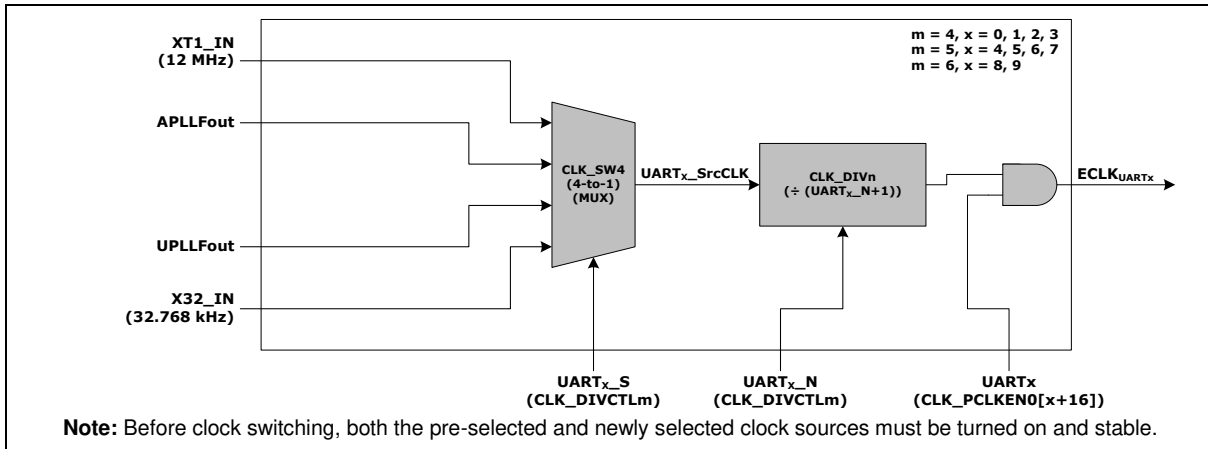 m = 4, x = 0, 1, 2, 3
m = 5, x = 4, 5, 6, 7
m = 6, x = 8, 9
XT1_IN
(12 MHz)
APLLFout
UPLLFout
X32_IN
(32.768 kHz)
CLK_SW4
(4-to-1)
(MUX)
UARTX_SrcCLK
CLK_DIVn
(÷ (UARTX_N+1))
ECLKUARTx
UARTX_S
(CLK_DIVCTLm)
UARTX_N
(CLK_DIVCTLm)
UARTx
(CLK_PCLKEN0[x+16])
Note: Before clock switching, both the pre-selected and newly selected clock sources must be turned on and stable.